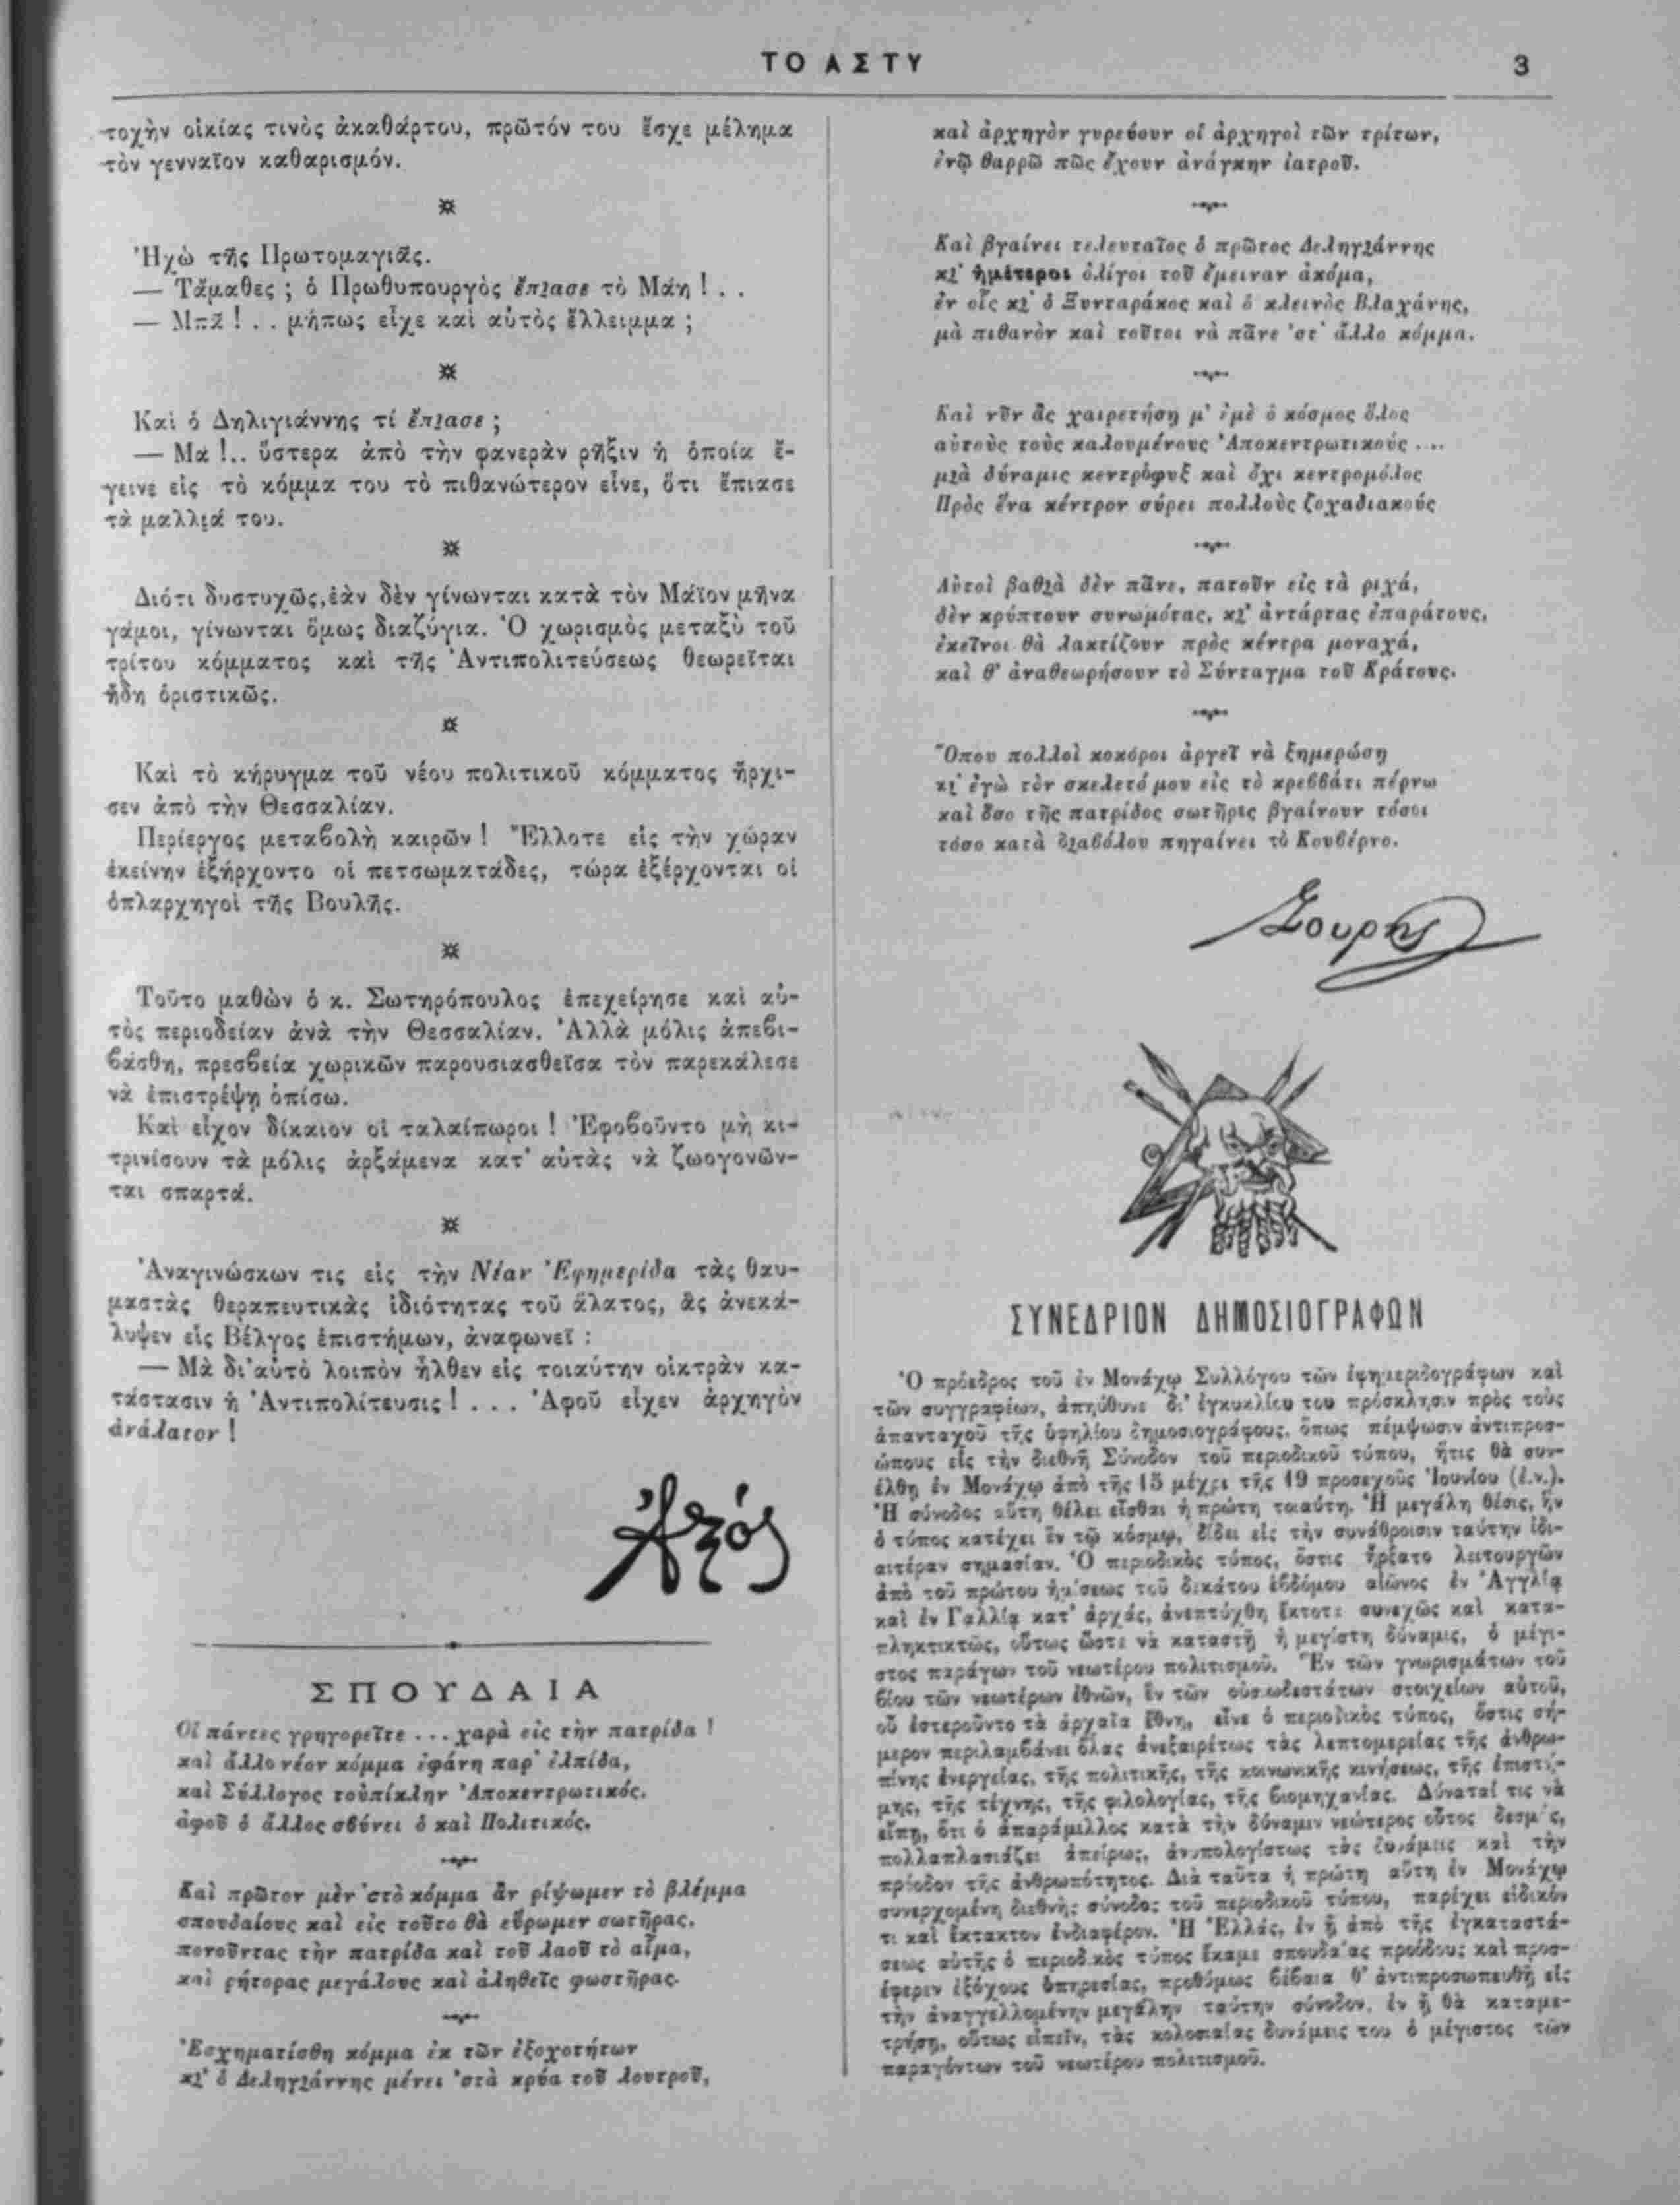 ΤΟ ΑΣΤΥ
3
τοχὴν οἰκίας τινὸς ἀκαθάρτου, πρῶτόν του ἔσχε μέλημα
τὸν γενναῖον καθαρισμόν.
Ἠχὼ τῆς Πρωτομαγιᾶς.
— Τἄμαθες ; ὁ Πρωθυπουργὸς ἔπιασε τὸ Μάη ! . .
— Μπᾶ ! . . μήπως εἶχε καὶ αὐτὸς ἔλλειμμα ;
Καὶ ὁ Δηλιγιάννης τί ἔπιασε ;
— Μα !.. ὕστερα ἀπὸ τὴν φανερὰν ρῆξιν ἡ ὁποία ἔ-
γεινε εἰς τὸ κόμμα του τὸ πιθανώτερον εἶνε, ὅτι ἔπιασε
τὰ μαλλιά του.
Διότι δυστυχῶς, ἐὰν δὲν γίνωνται κατὰ τὸν Μάϊον μῆνα
γάμοι, γίνωνται ὅμως διαζύγια. Ὁ χωρισμὸς μεταξὺ τοῦ
τρίτου κόμματος καὶ τῆς Ἀντιπολιτεύσεως θεωρεῖται
ἤδη ὁριστικῶς.
Καὶ τὸ κήρυγμα τοῦ νέου πολιτικοῦ κόμματος ἤρχι-
σεν ἀπὸ τὴν Θεσσαλίαν.
Περίεργος μεταβολὴ καιρῶν ! Ἔλλοτε εἰς τὴν χώραν
ἐκείνην ἐξήρχοντο οἱ πετσωματάδες, τώρα ἐξέρχονται οἱ
ὁπλαρχηγοὶ τῆς Βουλῆς.
Τοῦτο μαθὼν ὁ κ. Σωτηρόπουλος ἐπεχείρησε καὶ αὐ-
τὸς περιοδείαν ἀνὰ τὴν Θεσσαλίαν. Ἀλλὰ μόλις ἀπεβι-
βάσθη, πρεσβεία χωρικῶν παρουσιασθεῖσα τὸν παρεκάλεσε
νὰ ἐπιστρέψῃ ὀπίσω.
Καὶ εἶχον δίκαιον οἱ ταλαίπωροι ! Ἐφοβοῦντο μὴ κι-
τρινίσουν τὰ μόλις ἀρξάμενα κατ' αὐτὰς νὰ ζωογονῶν-
ται σπαρτά.
Ἀναγινώσκων τις εἰς τὴν Νέαν Ἐφημερίδα τὰς θαυ-
μαστὰς θεραπευτικὰς ἰδιότητας τοῦ ἅλατος, ἃς ἀνεκά-
λυψεν εἰς Βέλγος ἐπιστήμων, ἀναφωνεῖ :
— Μὰ δι' αὐτὸ λοιπὸν ἦλθεν εἰς τοιαύτην οἰκτρὰν κα-
τάστασιν ἡ Ἀντιπολίτευσις ! . . . Ἀφοῦ εἶχεν ἀρχηγὸν
ἀνάλατον !
ΣΠΟΥΔΑΙΑ
Οἱ πάντες γρηγορεῖτε ... χαρὰ εἰς τὴν πατρίδα !
καὶ ἄλλο νέον κόμμα ἐφάνη παρ' ἐλπίδα,
καὶ Σύλλογος τοὐπίκλην Ἀποκεντρωτικός,
ἀφοῦ ὁ ἄλλος σβύνει ὁ καὶ Πολιτικός.
Καὶ πρῶτον μὲν 'στὸ κόμμα ἂν ρίψωμεν τὸ βλέμμα
σπουδαίους καὶ εἰς τοῦτο θὰ εὕρωμεν σωτῆρας,
πονοῦντας τὴν πατρίδα καὶ τοῦ λαοῦ τὸ αἷμα,
καὶ ρήτορας μεγάλους καὶ ἀληθεῖς φωστῆρας.
Ἐσχηματίσθη κόμμα ἐκ τῶν ἐξοχοτήτων
κι' ὁ Δεληγιάννης μένει 'στὰ κρύα τοῦ λουτροῦ,
καὶ ἀρχηγὸν γυρεύουν οἱ ἀρχηγοὶ τῶν τρίτων,
ἐνῷ θαρρῶ πῶς ἔχουν ἀνάγκην ἰατροῦ.
Καὶ βγαίνει τελευταῖος ὁ πρῶτος Δεληγιάννης
κι' ἡμέτεροι ὀλίγοι τοῦ ἔμειναν ἀκόμα,
ἐν οἷς κι' ὁ Ξυνταράκος καὶ ὁ κλεινὸς Βλαχάνης,
μὰ πιθανὸν καὶ τοῦτοι νὰ πᾶνε 'στ' ἄλλο κόμμα.
Καὶ νῦν ἂς χαιρετήσῃ μ' ἐμὲ ὁ κόσμος ὅλος
αὐτοὺς τοὺς καλουμένους Ἀποκεντρωτικούς ....
μιὰ δύναμις κεντρόφυξ καὶ ὄχι κεντρομόλος
Πρὸς ἕνα κέντρον σύρει πολλοὺς ζοχαδιακούς
Αὐτοὶ βαθιὰ δὲν πᾶνε, πατοῦν εἰς τὰ ριχά,
δὲν κρύπτουν συνωμότας, κι' ἀντάρτας ἐπαράτους,
ἐκεῖνοι θὰ λακτίζουν πρὸς κέντρα μοναχά,
καὶ θ' ἀναθεωρήσουν τὸ Σύνταγμα τοῦ Κράτους.
Ὅπου πολλοὶ κοκόροι ἀργεῖ νὰ ξημερώσῃ
κι' ἐγὼ τὸν σκελετό μου εἰς τὸ κρεββάτι πέρνω
καὶ ὅσο τῆς πατρίδος σωτῆρες βγαίνουν τόσοι
τόσο κατὰ διαβόλου πηγαίνει τὸ Κουβέρνο.
Σουρης
ΣΥΝΕΔΡΙΟΝ ΔΗΜΟΣΙΟΓΡΑΦΩΝ
Ὁ πρόεδρος τοῦ ἐν Μονάχῳ Συλλόγου τῶν ἐφημεριδογράφων καὶ
τῶν συγγραφέων, ἀπηύθυνε δι' ἐγκυκλίου του πρόσκλησιν πρὸς τοὺς
ἁπανταχοῦ τῆς ὑφηλίου δημοσιογράφους, ὅπως πέμψωσιν ἀντιπροσ-
ώπους εἰς τὴν διεθνῆ Σύνοδον τοῦ περιοδικοῦ τύπου, ἥτις θὰ συν-
έλθῃ ἐν Μονάχῳ ἀπὸ τῆς 15 μέχρι τῆς 19 προσεχοῦς Ἰουνίου (ἐ.ν.).
Ἡ σύνοδος αὕτη θέλει εἶσθαι ἡ πρώτη τοιαύτη. Ἡ μεγάλη θέσις, ἣν
ὁ τύπος κατέχει ἐν τῷ κόσμῳ, δίδει εἰς τὴν συνάθροισιν ταύτην ἰδι-
αιτέραν σημασίαν. Ὁ περιοδικὸς τύπος, ὅστις ἤρξατο λειτουργῶν
ἀπὸ τοῦ πρώτου ἡμίσεως τοῦ δεκάτου ἑβδόμου αἰῶνος ἐν Ἀγγλίᾳ
καὶ ἐν Γαλλίᾳ κατ' ἀρχάς, ἀνεπτύχθη ἔκτοτε συνεχῶς καὶ κατα-
πληκτικτῶς, οὕτως ὥστε νὰ καταστῇ ἡ μεγίστη δύναμις, ὁ μέγι-
στος παράγων τοῦ νεωτέρου πολιτισμοῦ. Ἓν τῶν γνωρισμάτων τοῦ
βίου τῶν νεωτέρων ἐθνῶν, ἓν τῶν οὐσιωδεστάτων στοιχείων αὐτοῦ,
οὗ ἐστεροῦντο τὰ ἀρχαῖα ἔθνη, εἶνε ὁ περιοδικὸς τύπος, ὅστις σή-
μερον περιλαμβάνει ὅλας ἀνεξαιρέτως τὰς λεπτομερείας τῆς ἀνθρω-
πίνης ἐνεργείας, τῆς πολιτικῆς, τῆς κοινωνικῆς κινήσεως, τῆς ἐπιστή-
μης, τῆς τέχνης, τῆς φιλολογίας, τῆς βιομηχανίας. Δύναταί τις νὰ
εἴπῃ, ὅτι ὁ ἀπαράμιλλος κατὰ τὴν δύναμιν νεώτερος οὗτος δεσμός,
πολλαπλασιάζει ἀπείρως, ἀνυπολογίστως τὰς δυνάμεις καὶ τὴν
πρόοδον τῆς ἀνθρωπότητος. Διὰ ταῦτα ἡ πρώτη αὕτη ἐν Μονάχῳ
συνερχομένη διεθνὴς σύνοδος τοῦ περιοδικοῦ τύπου, παρέχει εἰδικόν
τι καὶ ἔκτακτον ἐνδιαφέρον. Ἡ Ἑλλάς, ἐν ᾗ ἀπὸ τῆς ἐγκαταστά-
σεως αὐτῆς ὁ περιοδικὸς τύπος ἔκαμε σπουδαίας προόδους καὶ προσ-
έφερεν ἐξόχους ὑπηρεσίας, προθύμως βέβαια θ' ἀντιπροσωπευθῇ εἰς
τὴν ἀναγγελλομένην μεγάλην ταύτην σύνοδον, ἐν ᾗ θὰ καταμε-
τρήσῃ, οὕτως εἰπεῖν, τὰς κολοσιαίας δυνάμεις του ὁ μέγιστος τῶν
παραγόντων τοῦ νεωτέρου πολιτισμοῦ.